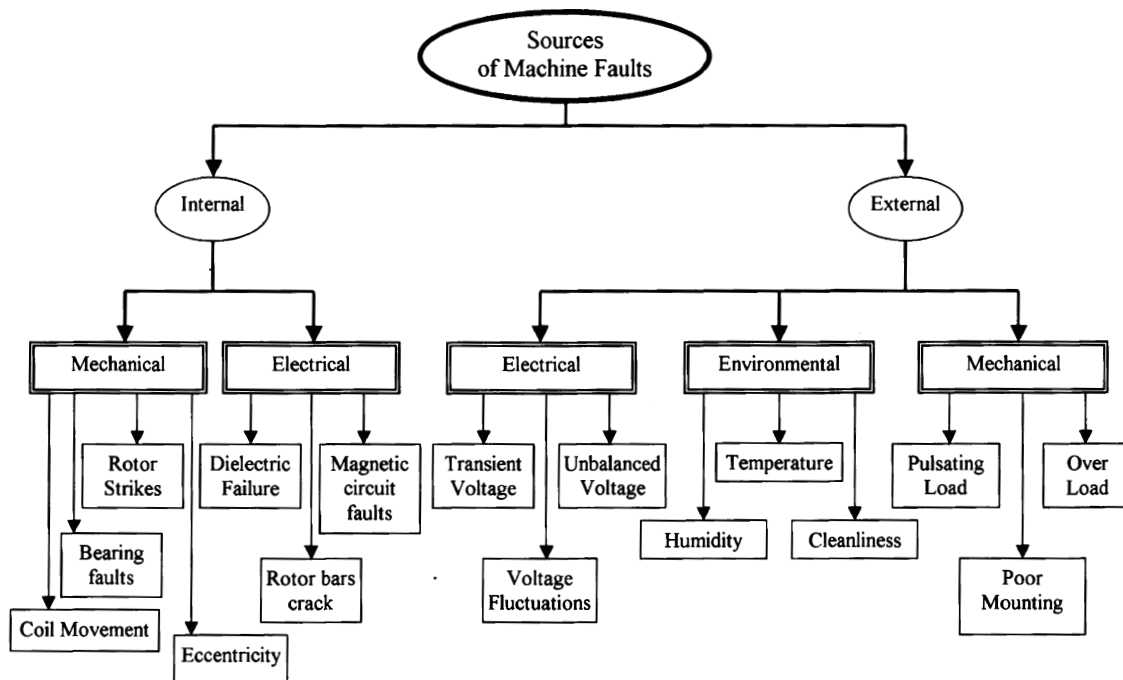 Sources
of Machine Faults
Internal
External
Mechanical
Electrical
Electrical
Environmental
Mechanical
Rotor
Strikes
Dielectric
Failure
Magnetic
circuit
faults
Transient
Voltage
Unbalanced
Voltage
Temperature
Pulsating
Load
Over
Load
Bearing
faults
Rotor bars
crack
Voltage
Fluctuations
Humidity
Cleanliness
Poor
Mounting
Coil Movement
Eccentricity